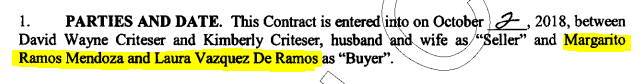 1. PARTIES AND DATE. This Contract is entered into on October 2, 2018, between
David Wayne Criteser and Kimberly Criteser, husband and wife as “Seller” and Margarito
Ramos Mendoza and Laura Vazquez De Ramos as “Buyer”.